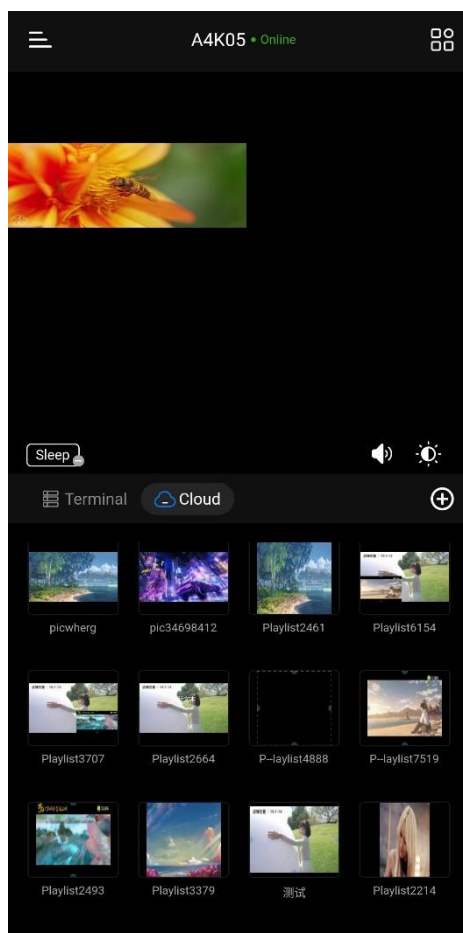 A4K05 • Online
Sleep
Terminal
Cloud
picwherg
pic34698412
Playlist2461
Playlist6154
Playlist3707
Playlist2664
P--laylist4888
P--laylist7519
Playlist2493
Playlist3379
测试
Playlist2214